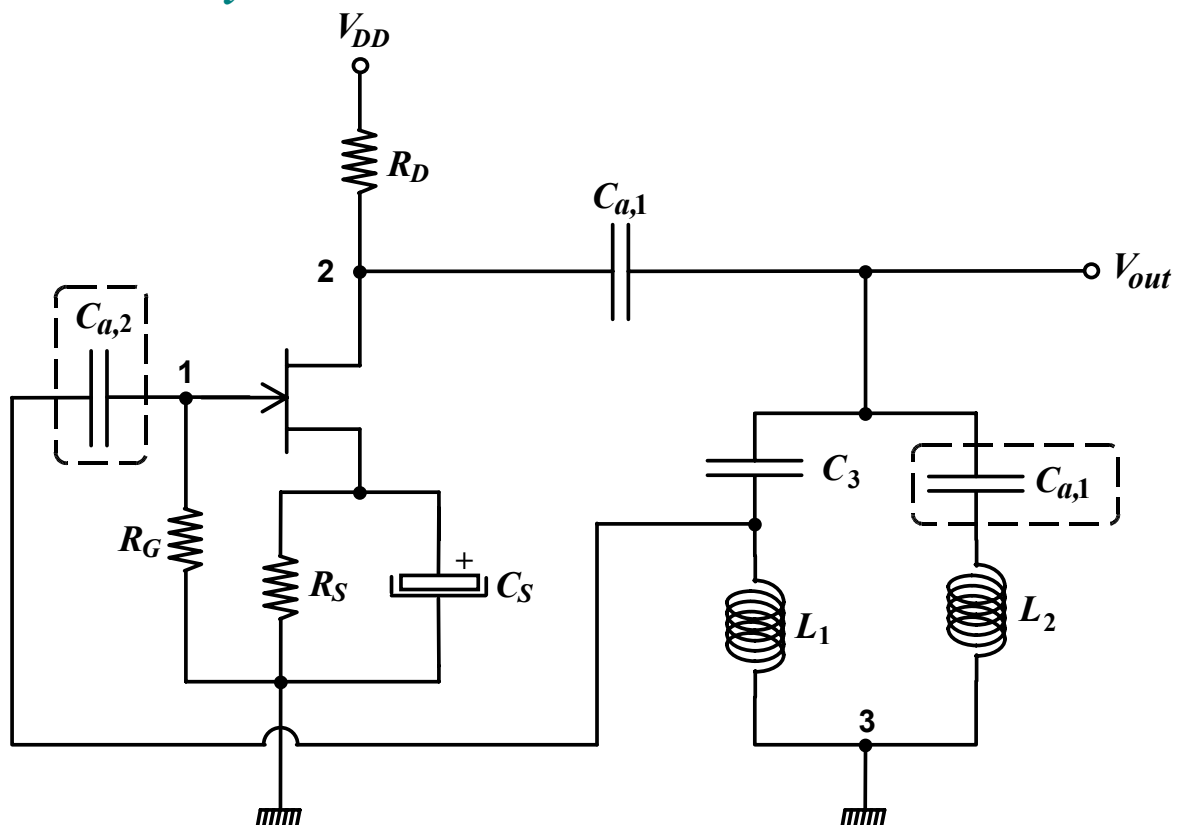 V_DD
R_D
C_a,1
2
V_out
C_a,2
1
C_3
C_a,1
R_G
R_S
+
C_S
L_1
L_2
3